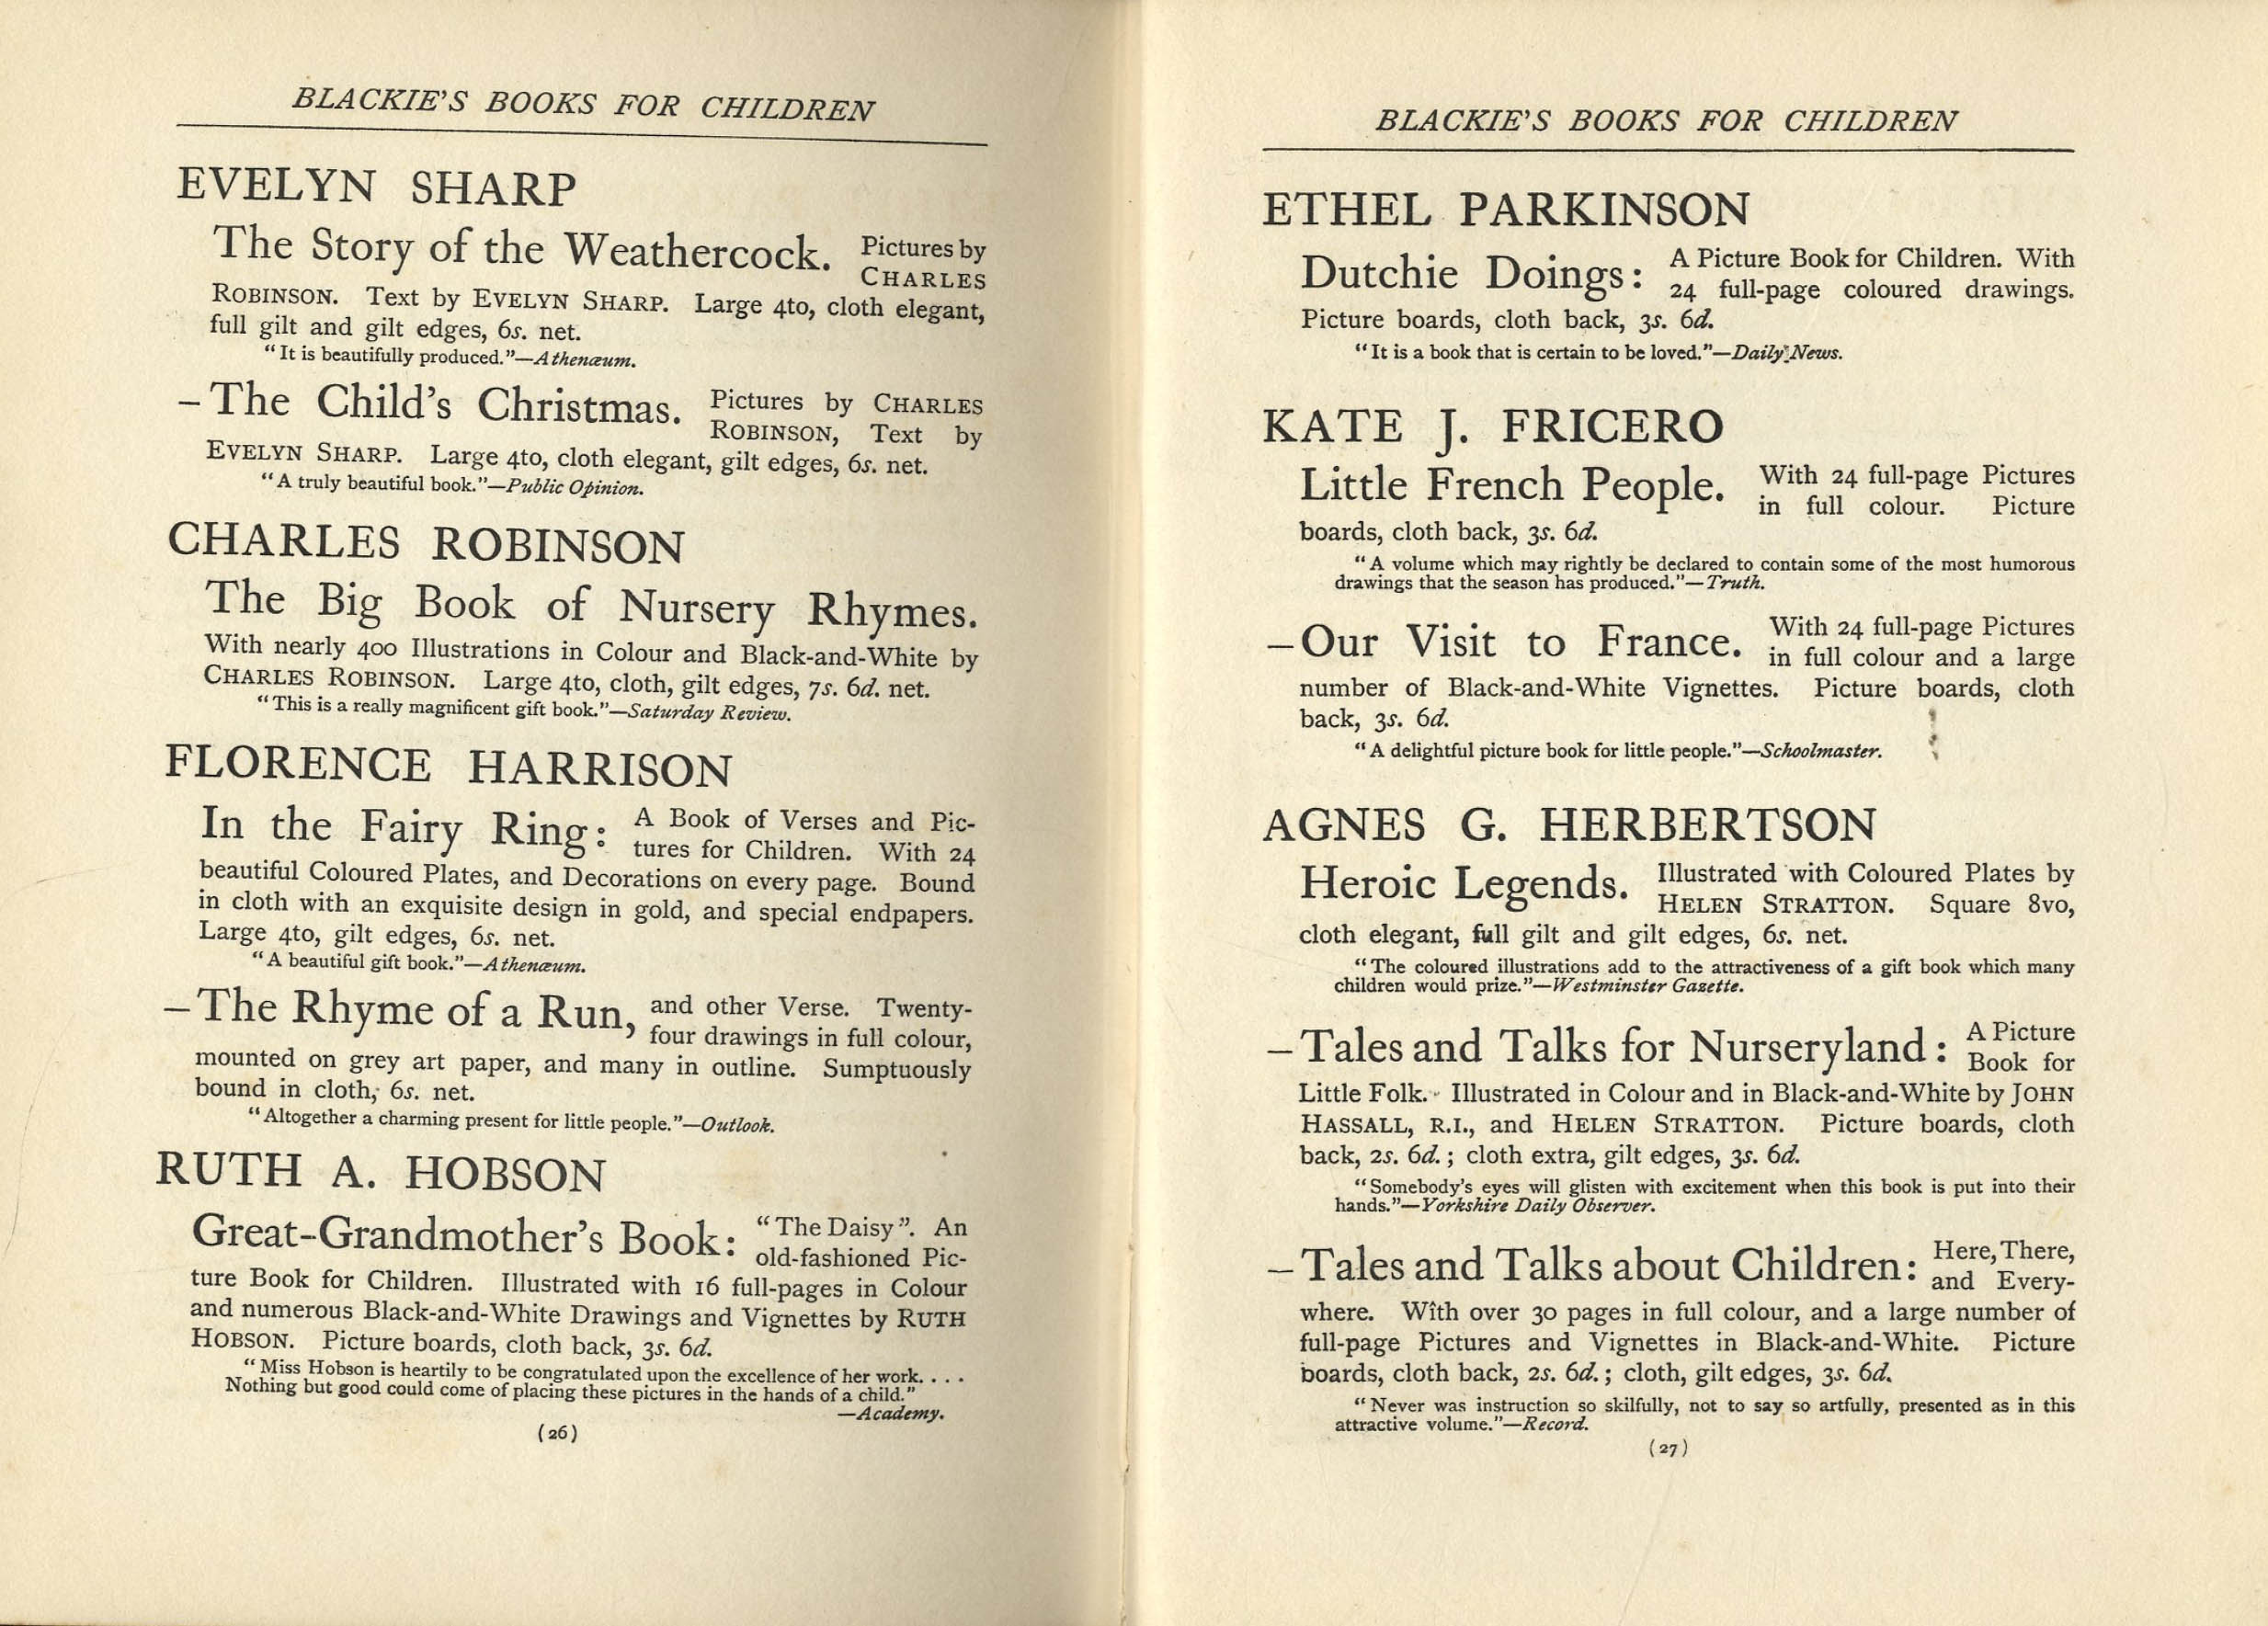 BLACKIE'S BOOKS FOR CHILDREN
EVELYN SHARP
The Story of the Weathercock. Pictures by
CHARLES
ROBINSON. Text by EVELYN SHARP. Large 4to, cloth elegant,
full gilt and gilt edges, 6s. net.
"It is beautifully produced."—Athenæum.
–The Child's Christmas. Pictures by CHARLES
ROBINSON, Text by
EVELYN SHARP. Large 4to, cloth elegant, gilt edges, 6s. net.
"A truly beautiful book."—Public Opinion.
CHARLES ROBINSON
The Big Book of Nursery Rhymes.
With nearly 400 Illustrations in Colour and Black-and-White by
CHARLES ROBINSON. Large 4to, cloth, gilt edges, 7s. 6d. net.
"This is a really magnificent gift book."—Saturday Review.
FLORENCE HARRISON
In the Fairy Ring: A Book of Verses and Pic-
tures for Children. With 24
beautiful Coloured Plates, and Decorations on every page. Bound
in cloth with an exquisite design in gold, and special endpapers.
Large 4to, gilt edges, 6s. net.
"A beautiful gift book."—Athenæum.
–The Rhyme of a Run, and other Verse. Twenty-
four drawings in full colour,
mounted on grey art paper, and many in outline. Sumptuously
bound in cloth, 6s. net.
"Altogether a charming present for little people."—Outlook.
RUTH A. HOBSON
Great-Grandmother's Book: "The Daisy". An
old-fashioned Pic-
ture Book for Children. Illustrated with 16 full-pages in Colour
and numerous Black-and-White Drawings and Vignettes by RUTH
HOBSON. Picture boards, cloth back, 3s. 6d.
"Miss Hobson is heartily to be congratulated upon the excellence of her work. . . .
Nothing but good could come of placing these pictures in the hands of a child."
—Academy.
(26)
BLACKIE'S BOOKS FOR CHILDREN
ETHEL PARKINSON
Dutchie Doings: A Picture Book for Children. With
24 full-page coloured drawings.
Picture boards, cloth back, 3s. 6d.
"It is a book that is certain to be loved."—Daily News.
KATE J. FRICERO
Little French People. With 24 full-page Pictures
in full colour. Picture
boards, cloth back, 3s. 6d.
"A volume which may rightly be declared to contain some of the most humorous
drawings that the season has produced."—Truth.
–Our Visit to France. With 24 full-page Pictures
in full colour and a large
number of Black-and-White Vignettes. Picture boards, cloth
back, 3s. 6d.
"A delightful picture book for little people."—Schoolmaster.
AGNES G. HERBERTSON
Heroic Legends. Illustrated with Coloured Plates by
HELEN STRATTON. Square 8vo,
cloth elegant, full gilt and gilt edges, 6s. net.
"The coloured illustrations add to the attractiveness of a gift book which many
children would prize."—Westminster Gazette.
–Tales and Talks for Nurseryland: A Picture
Book for
Little Folk. Illustrated in Colour and in Black-and-White by JOHN
HASSALL, R.I., and HELEN STRATTON. Picture boards, cloth
back, 2s. 6d.; cloth extra, gilt edges, 3s. 6d.
"Somebody's eyes will glisten with excitement when this book is put into their
hands."—Yorkshire Daily Observer.
–Tales and Talks about Children: Here, There,
and Every-
where. With over 30 pages in full colour, and a large number of
full-page Pictures and Vignettes in Black-and-White. Picture
boards, cloth back, 2s. 6d.; cloth, gilt edges, 3s. 6d.
"Never was instruction so skilfully, not to say so artfully, presented as in this
attractive volume."—Record.
(27)